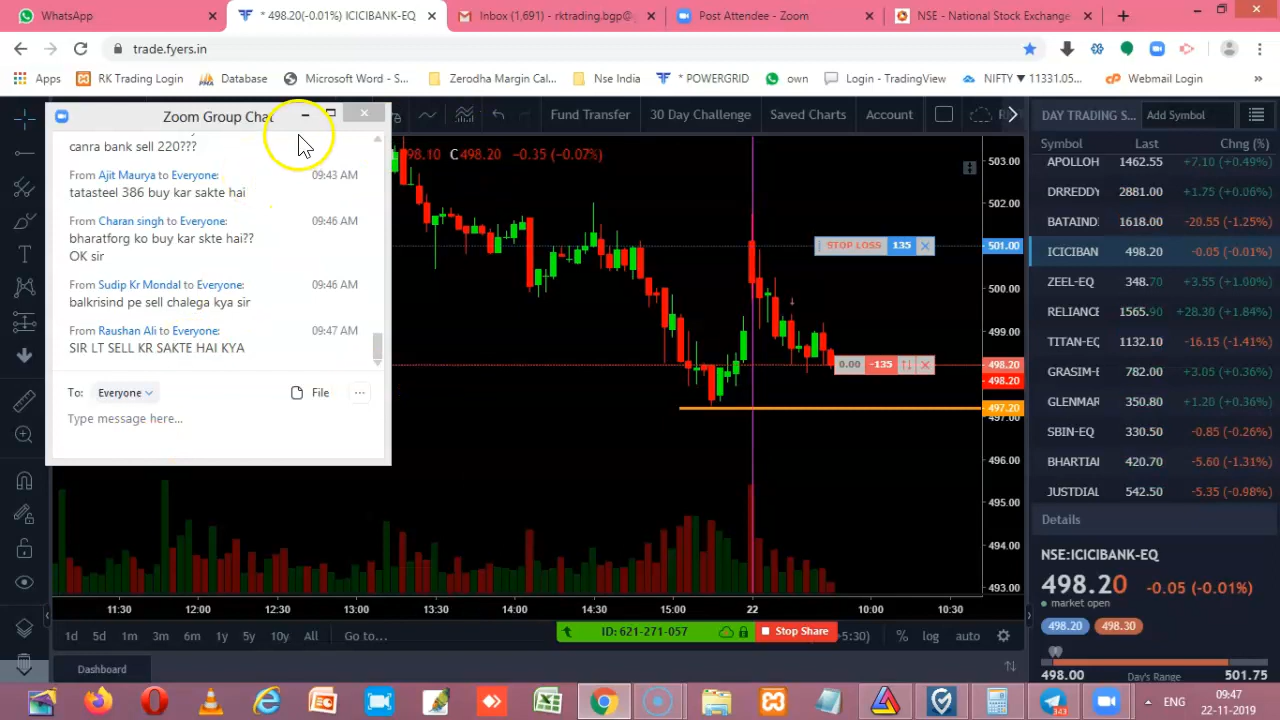 WhatsApp
* 498.20(-0.01%) ICICIBANK-EQ
Inbox (1,691) - rktrading.bgp@
Post Attendee - Zoom
NSE - National Stock Exchange
trade.fyers.in
Apps
RK Trading Login
Database
Microsoft Word - S...
Zerodha Margin Cal...
Nse India
* POWERGRID
own
Login - TradingView
NIFTY ▼ 11331.05...
Webmail Login
Zoom Group Chat
Fund Transfer
30 Day Challenge
Saved Charts
Account
DAY TRADING S...
Add Symbol
Symbol
Last
Chng (%)
98.10 C498.20 -0.35 (-0.07%)
canra bank sell 220???
From Ajit Maurya to Everyone: 09:43 AM
tatasteel 386 buy kar sakte hai
From Charan singh to Everyone: 09:46 AM
bharatforg ko buy kar skte hai??
OK sir
From Sudip Kr Mondal to Everyone: 09:46 AM
balkrisind pe sell chalega kya sir
From Raushan Ali to Everyone: 09:47 AM
SIR LT SELL KR SAKTE HAI KYA
To: Everyone
File
...
Type message here...
STOP LOSS 135
0.00 -135
503.00
502.00
501.00
500.00
499.00
498.20
498.20
497.20
497.00
496.00
495.00
494.00
493.00
APOLLOH 1462.55 +7.10 (+0.49%)
DRREDDY 2881.00 +1.75 (+0.06%)
BATAIND 1618.00 -20.55 (-1.25%)
ICICIBAN 498.20 -0.05 (-0.01%)
ZEEL-EQ 348.70 +3.55 (+1.00%)
RELIANCE 1565.90 +28.30 (+1.84%)
TITAN-EQ 1132.10 -16.15 (-1.41%)
GRASIM-E 782.00 +3.05 (+0.36%)
GLENMAR 350.80 +1.20 (+0.36%)
SBIN-EQ 330.50 -0.85 (-0.26%)
BHARTIA 420.70 -5.60 (-1.31%)
JUSTDIAL 542.50 -5.35 (-0.98%)
Details
NSE:ICICIBANK-EQ
498.20 -0.05 (-0.01%)
market open
498.20 498.30
498.00 Day's Range 501.75
11:30 12:00 12:30 13:00 13:30 14:00 14:30 15:00 22 10:00 10:30
1d 5d 1m 3m 6m 1y 5y 10y All Go to...
ID: 621-271-057
Stop Share
+5:30)
% log auto
Dashboard
343
ENG
09:47
22-11-2019